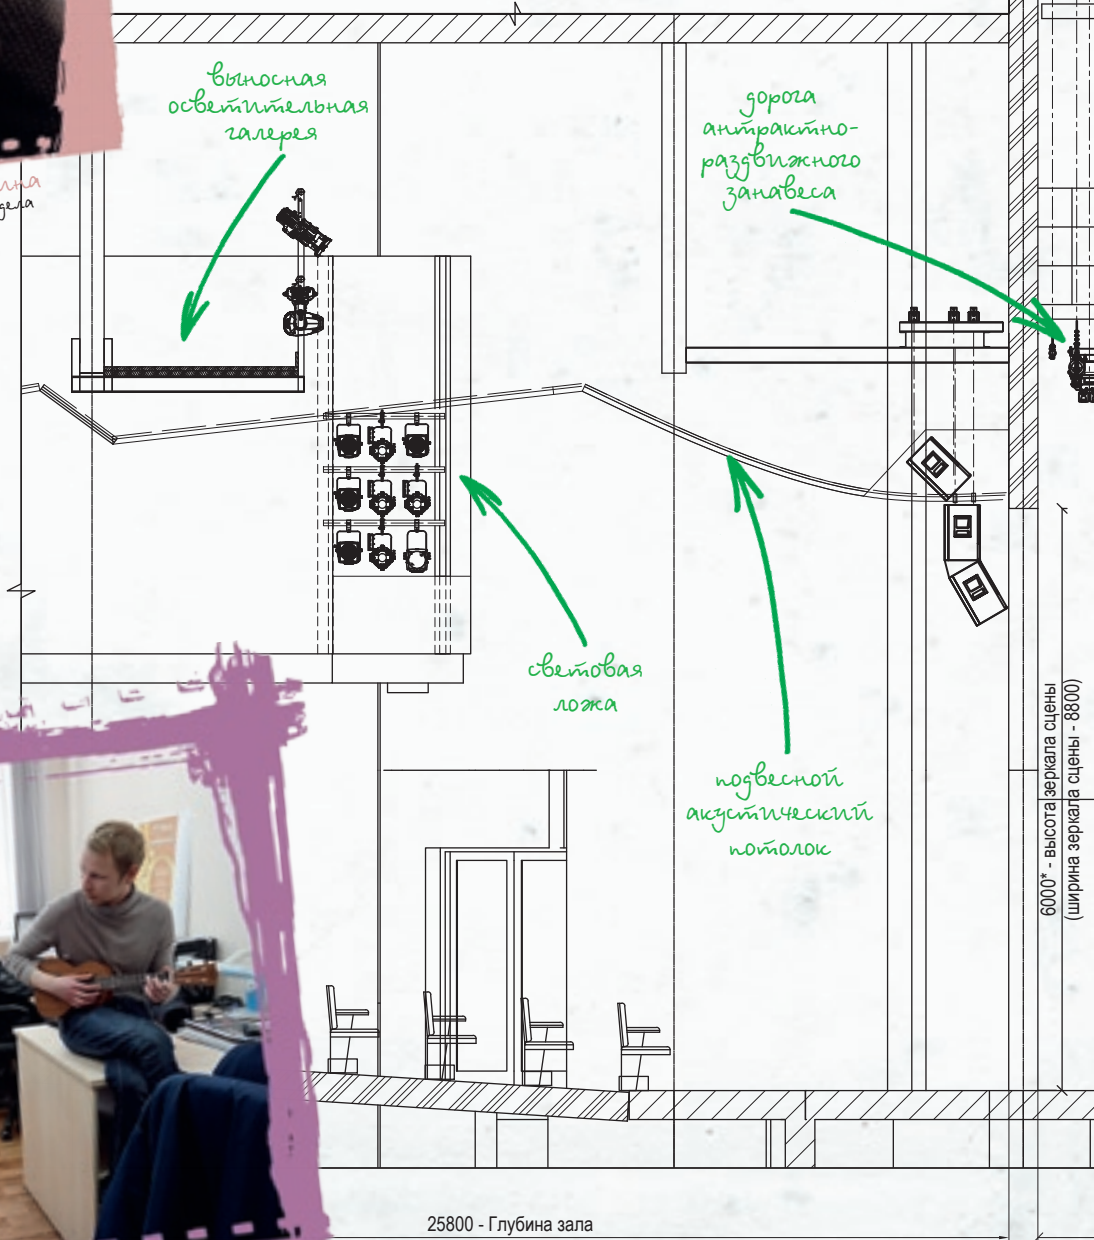 выносная
осветительная
галерея
дорога
антрактно-
раздвижного
занавеса
световая
ложа
подвесной
акустический
потолок
6000* - высота зеркала сцены
(ширина зеркала сцены - 8800)
25800 - Глубина зала